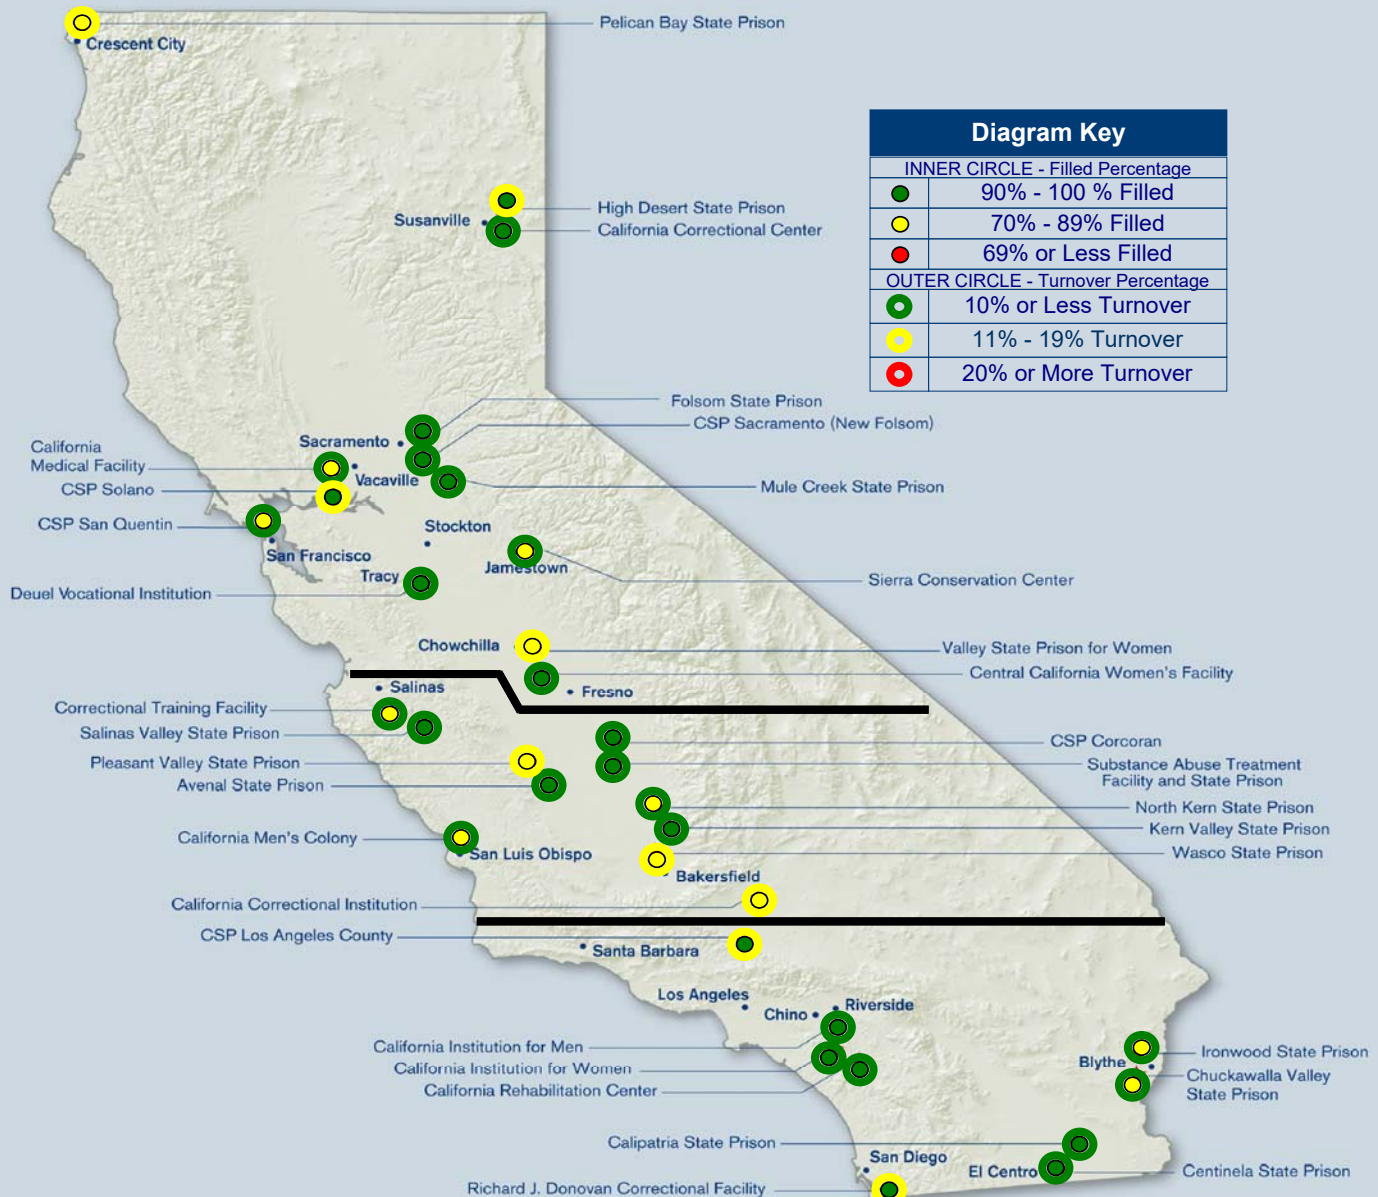 Pelican Bay State Prison
Crescent City
Diagram Key
INNER CIRCLE - Filled Percentage
90% - 100 % Filled
70% - 89% Filled
69% or Less Filled
OUTER CIRCLE - Turnover Percentage
10% or Less Turnover
11% - 19% Turnover
20% or More Turnover
High Desert State Prison
Susanville
California Correctional Center
Folsom State Prison
CSP Sacramento (New Folsom)
Sacramento
California
Medical Facility
Vacaville
CSP Solano
Mule Creek State Prison
CSP San Quentin
Stockton
San Francisco
Jamestown
Tracy
Sierra Conservation Center
Deuel Vocational Institution
Chowchilla
Valley State Prison for Women
Central California Women's Facility
Salinas
Fresno
Correctional Training Facility
Salinas Valley State Prison
CSP Corcoran
Pleasant Valley State Prison
Substance Abuse Treatment
Facility and State Prison
Avenal State Prison
North Kern State Prison
Kern Valley State Prison
California Men's Colony
San Luis Obispo
Wasco State Prison
Bakersfield
California Correctional Institution
CSP Los Angeles County
Santa Barbara
Los Angeles
Chino
Riverside
California Institution for Men
Ironwood State Prison
California Institution for Women
Blythe
Chuckawalla Valley
State Prison
California Rehabilitation Center
Calipatria State Prison
San Diego
El Centro
Centinela State Prison
Richard J. Donovan Correctional Facility